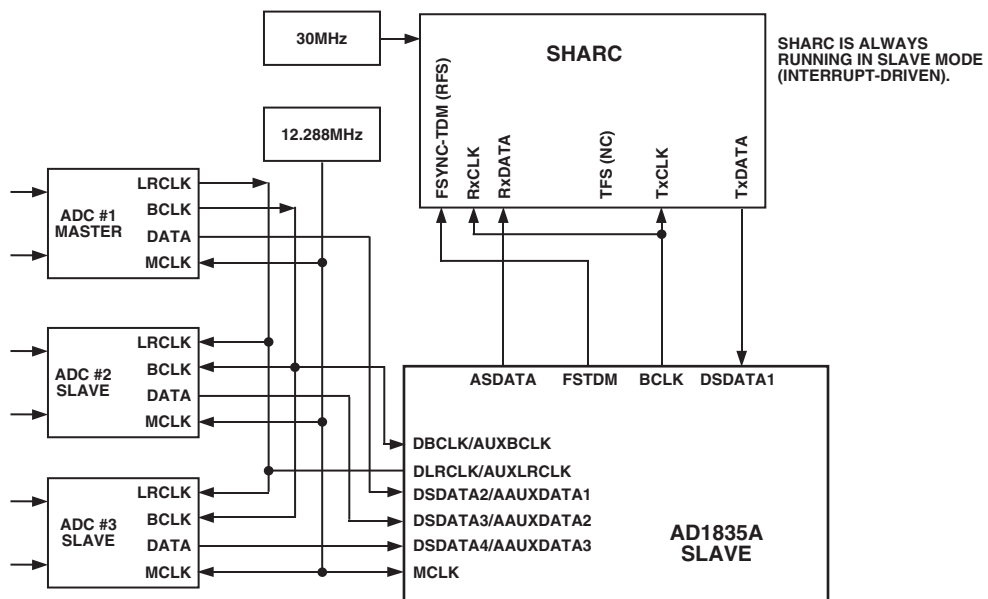 30MHz
SHARC
SHARC IS ALWAYS
RUNNING IN SLAVE MODE
(INTERRUPT-DRIVEN).
12.288MHz
FSYNC-TDM (RFS)
RxCLK
RxDATA
TFS (NC)
TxCLK
TxDATA
ADC #1
MASTER
LRCLK
BCLK
DATA
MCLK
ADC #2
SLAVE
LRCLK
BCLK
DATA
MCLK
ADC #3
SLAVE
LRCLK
BCLK
DATA
MCLK
ASDATA
FSTDM
BCLK
DSDATA1
DBCLK/AUXBCLK
DLRCLK/AUXLRCLK
DSDATA2/AAUXDATA1
DSDATA3/AAUXDATA2
DSDATA4/AAUXDATA3
MCLK
AD1835A
SLAVE